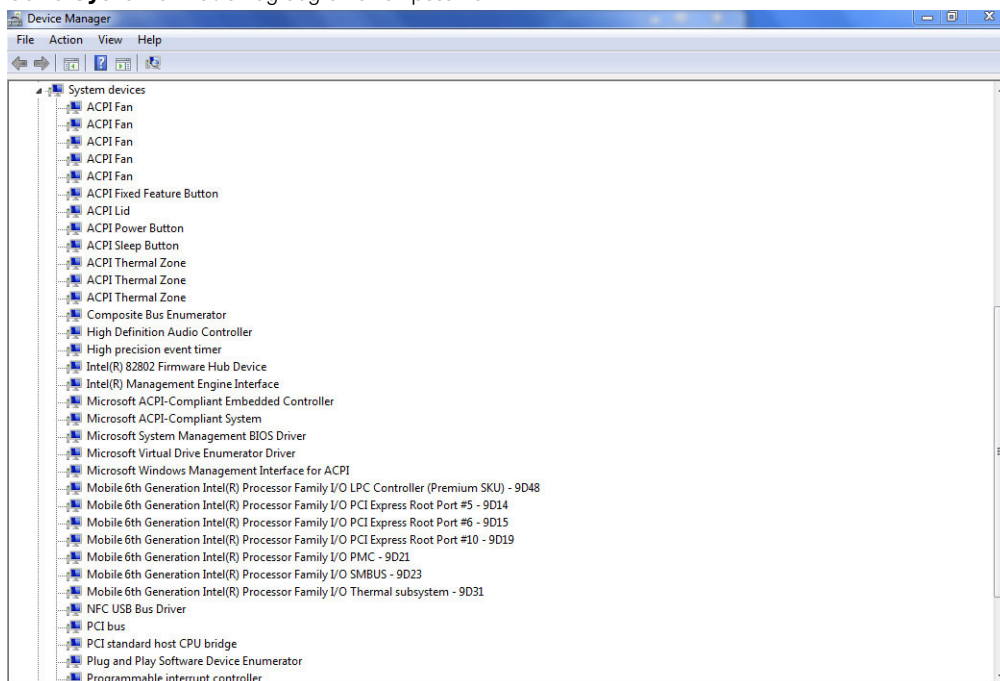 Device Manager
File Action View Help
System devices
ACPI Fan
ACPI Fan
ACPI Fan
ACPI Fan
ACPI Fan
ACPI Fixed Feature Button
ACPI Lid
ACPI Power Button
ACPI Sleep Button
ACPI Thermal Zone
ACPI Thermal Zone
ACPI Thermal Zone
Composite Bus Enumerator
High Definition Audio Controller
High precision event timer
Intel(R) 82802 Firmware Hub Device
Intel(R) Management Engine Interface
Microsoft ACPI-Compliant Embedded Controller
Microsoft ACPI-Compliant System
Microsoft System Management BIOS Driver
Microsoft Virtual Drive Enumerator Driver
Microsoft Windows Management Interface for ACPI
Mobile 6th Generation Intel(R) Processor Family I/O LPC Controller (Premium SKU) - 9D48
Mobile 6th Generation Intel(R) Processor Family I/O PCI Express Root Port #5 - 9D14
Mobile 6th Generation Intel(R) Processor Family I/O PCI Express Root Port #6 - 9D15
Mobile 6th Generation Intel(R) Processor Family I/O PCI Express Root Port #10 - 9D19
Mobile 6th Generation Intel(R) Processor Family I/O PMC - 9D21
Mobile 6th Generation Intel(R) Processor Family I/O SMBUS - 9D23
Mobile 6th Generation Intel(R) Processor Family I/O Thermal subsystem - 9D31
NFC USB Bus Driver
PCI bus
PCI standard host CPU bridge
Plug and Play Software Device Enumerator
Programmable interrupt controller